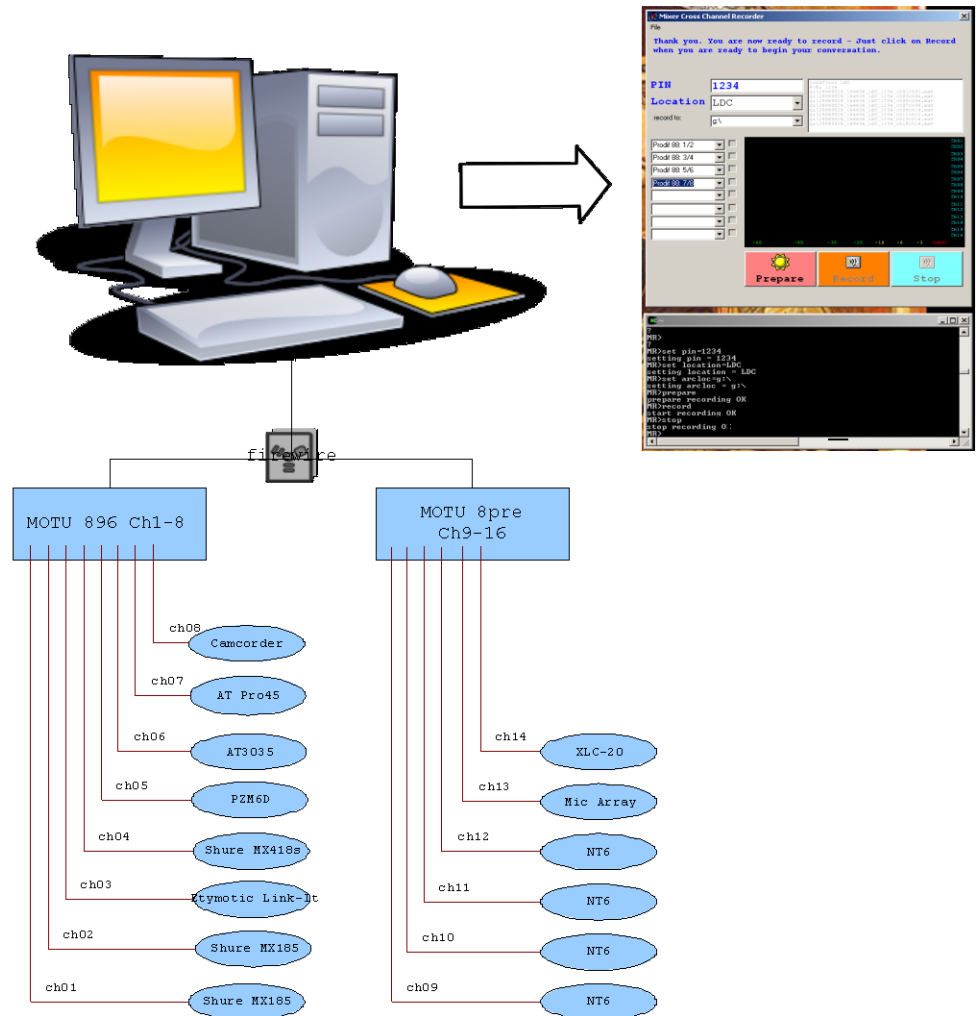 Mixer Cross Channel Recorder
File
Thank you. You are now ready to record - Just click on Record
when you are ready to begin your conversation.
PIN
1234
Location
LDC
record to:
g:\
Prodif 88: 1/2
Prodif 88: 3/4
Prodif 88: 5/6
Prodif 88: 7/8
Prepare
Record
Stop
?
MR>
?
MR>set pin=1234
setting pin = 1234
MR>set location=LDC
setting location = LDC
MR>set arcloc=g:\
setting arcloc = g:\
MR>prepare
prepare recording OK
MR>record
start recording OK
MR>stop
stop recording O
MR>
firewire
MOTU 896 Ch1-8
MOTU 8pre
Ch9-16
ch08
Camcorder
ch07
AT Pro45
ch06
AT3035
ch05
PZM6D
ch04
Shure MX418s
ch03
Etymotic Link-It
ch02
Shure MX185
ch01
Shure MX185
ch14
XLC-20
ch13
Mic Array
ch12
NT6
ch11
NT6
ch10
NT6
ch09
NT6